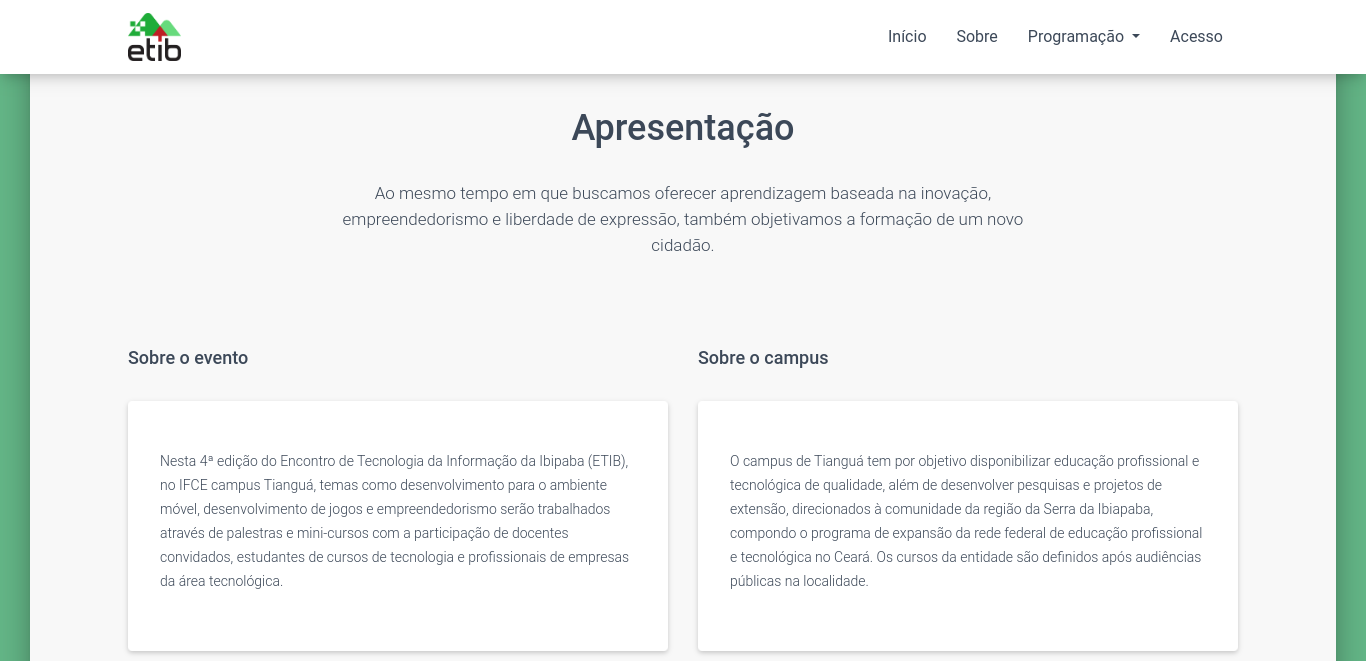 etib
Início
Sobre
Programação
Acesso
Apresentação
Ao mesmo tempo em que buscamos oferecer aprendizagem baseada na inovação,
empreendedorismo e liberdade de expressão, também objetivamos a formação de um novo
cidadão.
Sobre o evento
Nesta 4ª edição do Encontro de Tecnologia da Informação da Ibipaba (ETIB),
no IFCE campus Tianguá, temas como desenvolvimento para o ambiente
móvel, desenvolvimento de jogos e empreendedorismo serão trabalhados
através de palestras e mini-cursos com a participação de docentes
convidados, estudantes de cursos de tecnologia e profissionais de empresas
da área tecnológica.
Sobre o campus
O campus de Tianguá tem por objetivo disponibilizar educação profissional e
tecnológica de qualidade, além de desenvolver pesquisas e projetos de
extensão, direcionados à comunidade da região da Serra da Ibiapaba,
compondo o programa de expansão da rede federal de educação profissional
e tecnológica no Ceará. Os cursos da entidade são definidos após audiências
públicas na localidade.